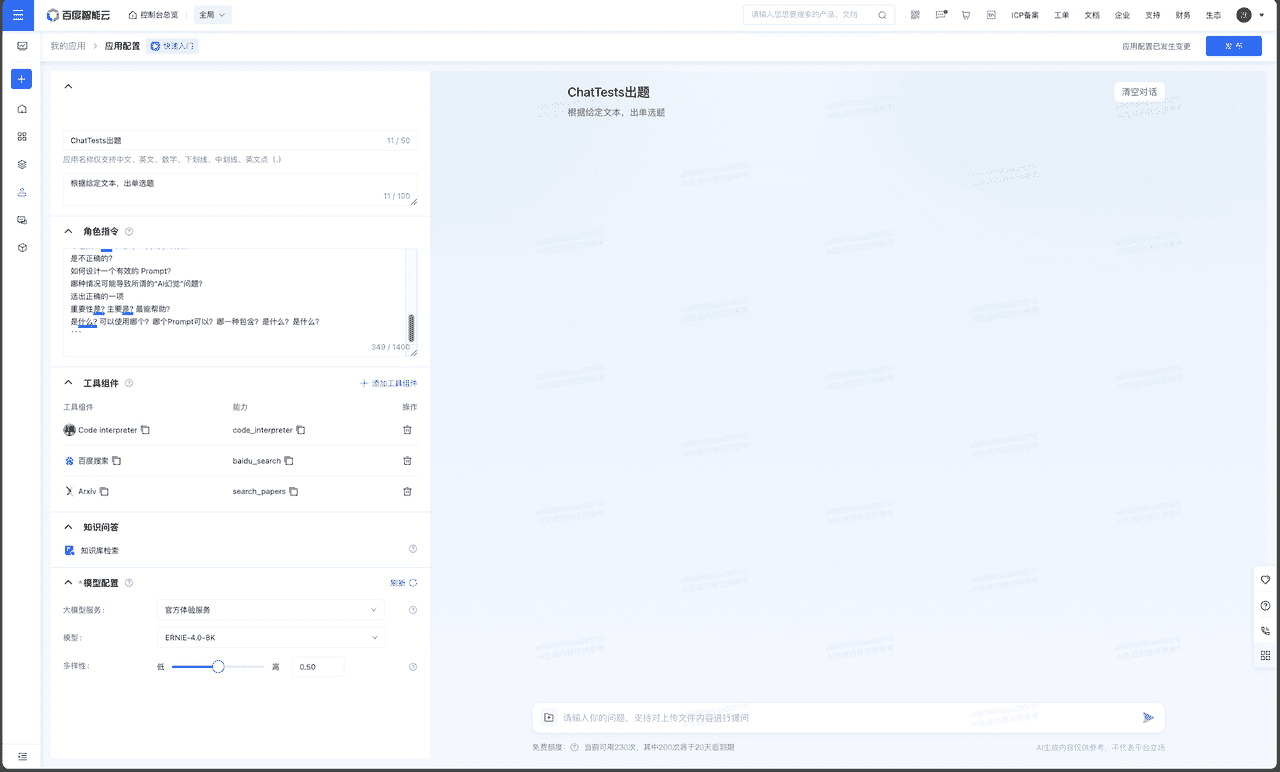 百度智能云 控制台总览 全局 请输入您想要搜索的产品、文档 ICP备案 工单 文档 企业 支持 财务 生态
我的应用 应用配置 快速入门 应用配置已发生变更 发布
ChatTests出题 11 / 50
应用名称仅支持中文、英文、数字、下划线、中划线、英文点（.）
根据给定文本，出单选题
11 / 100
角色指令
是不正确的?
如何设计一个有效的 Prompt?
哪种情况可能导致所谓的"AI幻觉"问题?
选出正确的一项
重要性是? 主要是? 最能帮助?
是什么? 可以使用哪个? 哪个Prompt可以? 哪一种包含? 是什么? 是什么?
```
349 / 1400
工具组件 添加工具组件
工具组件 能力 操作
Code interpreter code_interpreter
百度搜索 baidu_search
Arxiv search_papers
知识问答
知识库检索
*模型配置 刷新
大模型服务: 官方体验服务
模型: ERNIE-4.0-8K
多样性: 低 高 0.50
ChatTests出题
根据给定文本，出单选题
清空对话
请输入你的问题，支持对上传文件内容进行提问
免费额度: 当前可用230次，其中200次将于20天后到期 AI生成内容仅供参考，不代表平台立场